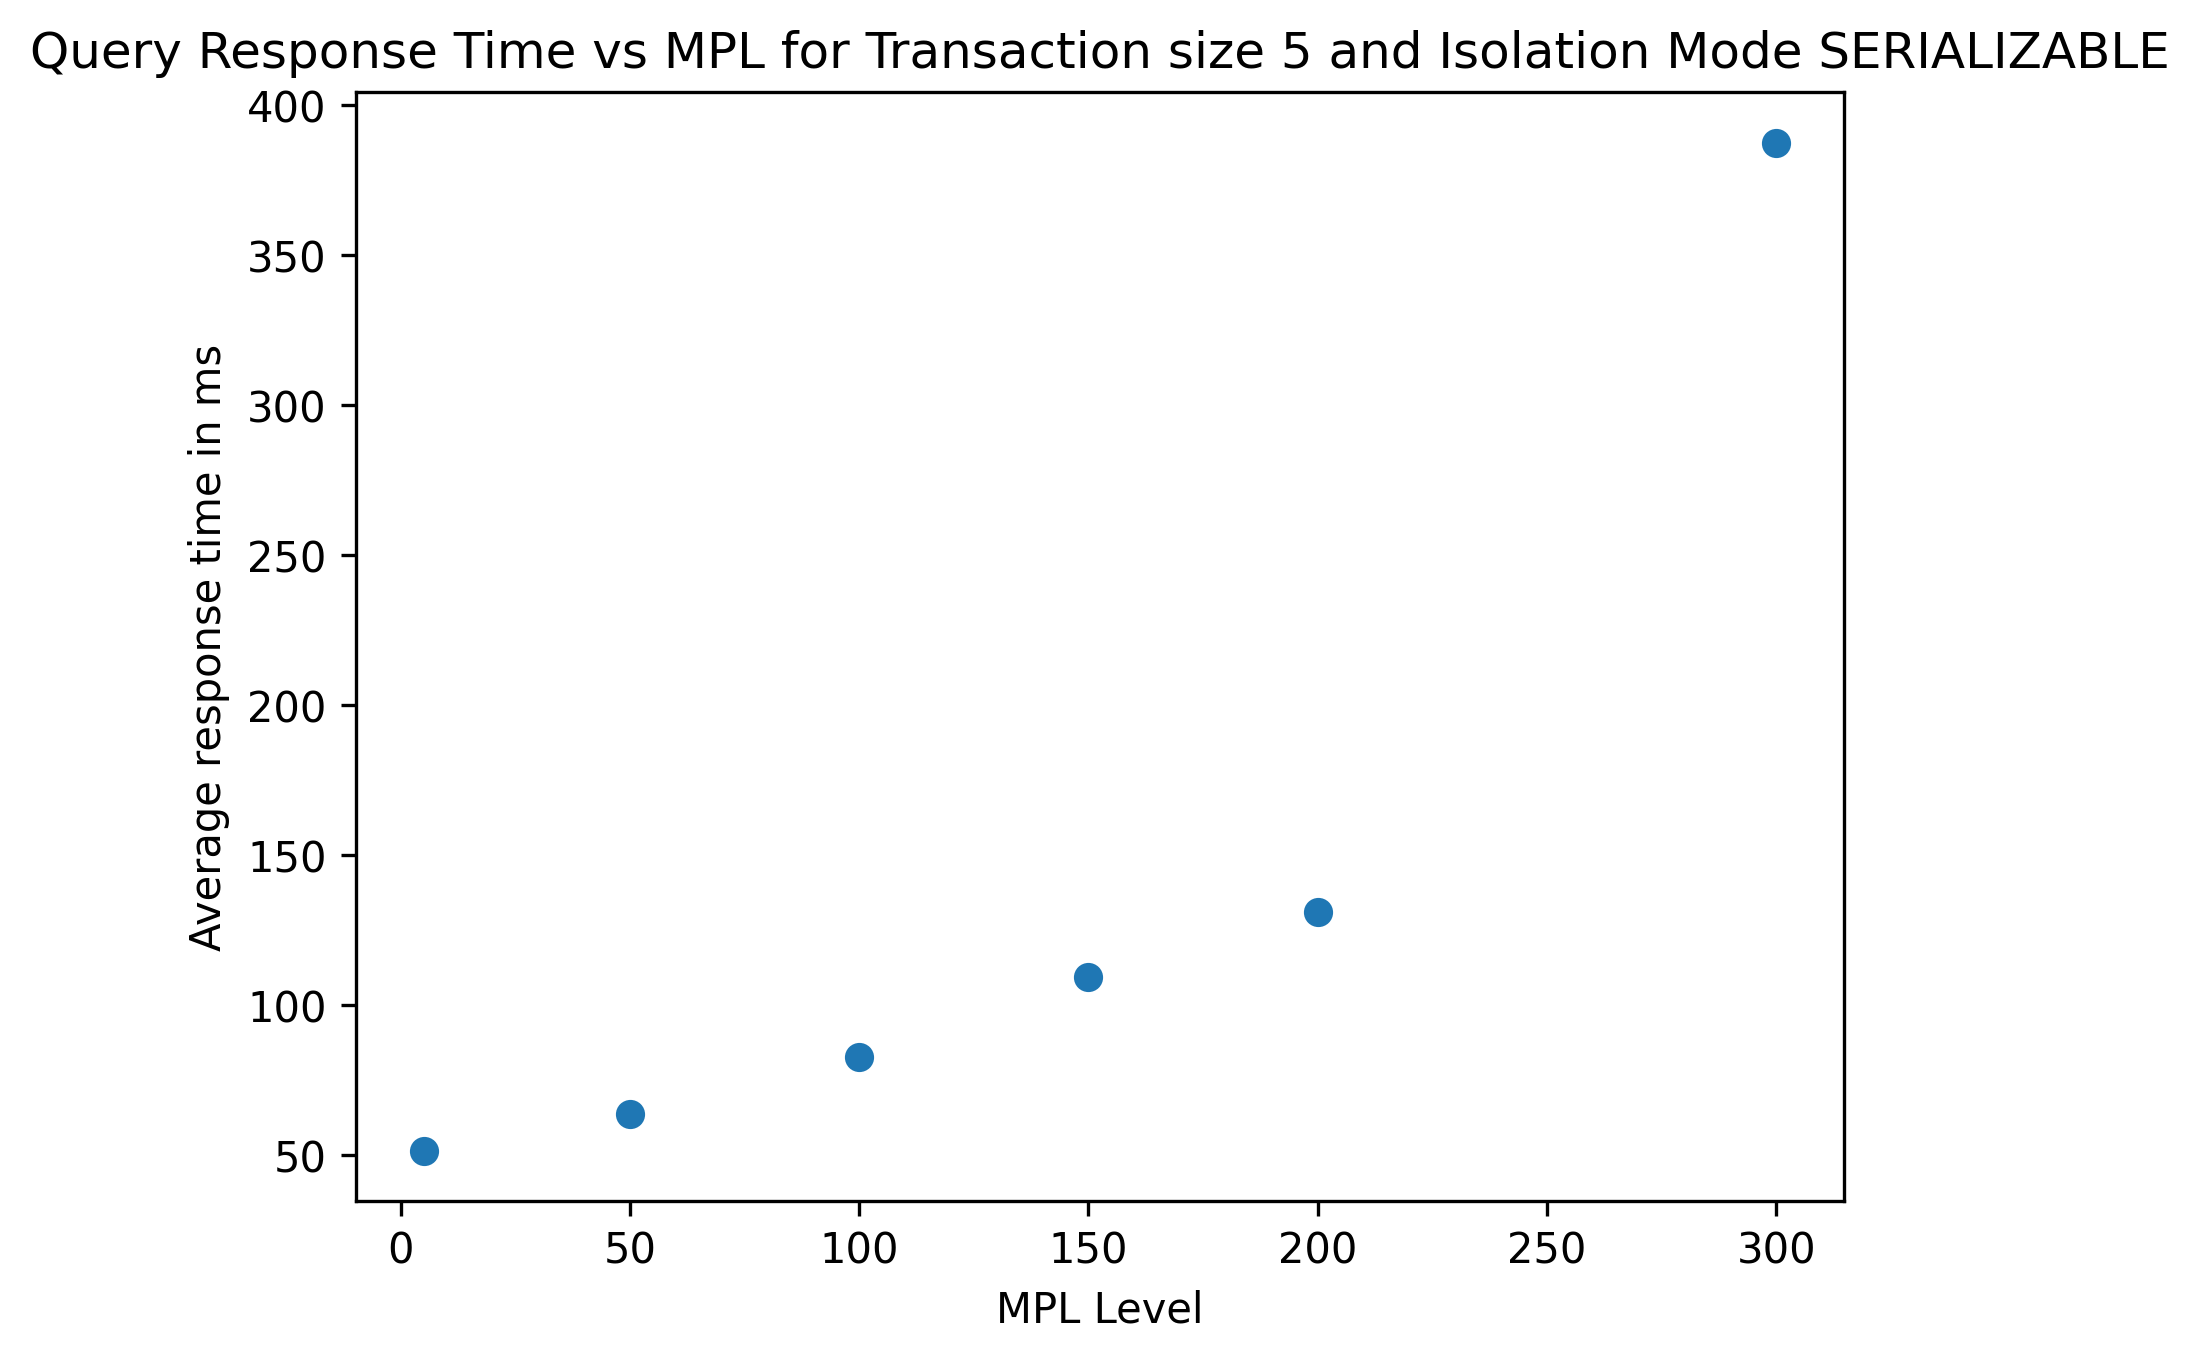 Query Response Time vs MPL for Transaction size 5 and Isolation Mode SERIALIZABLE
400
350
300
250
200
150
100
50
Average response time in ms
0 50 100 150 200 250 300
MPL Level